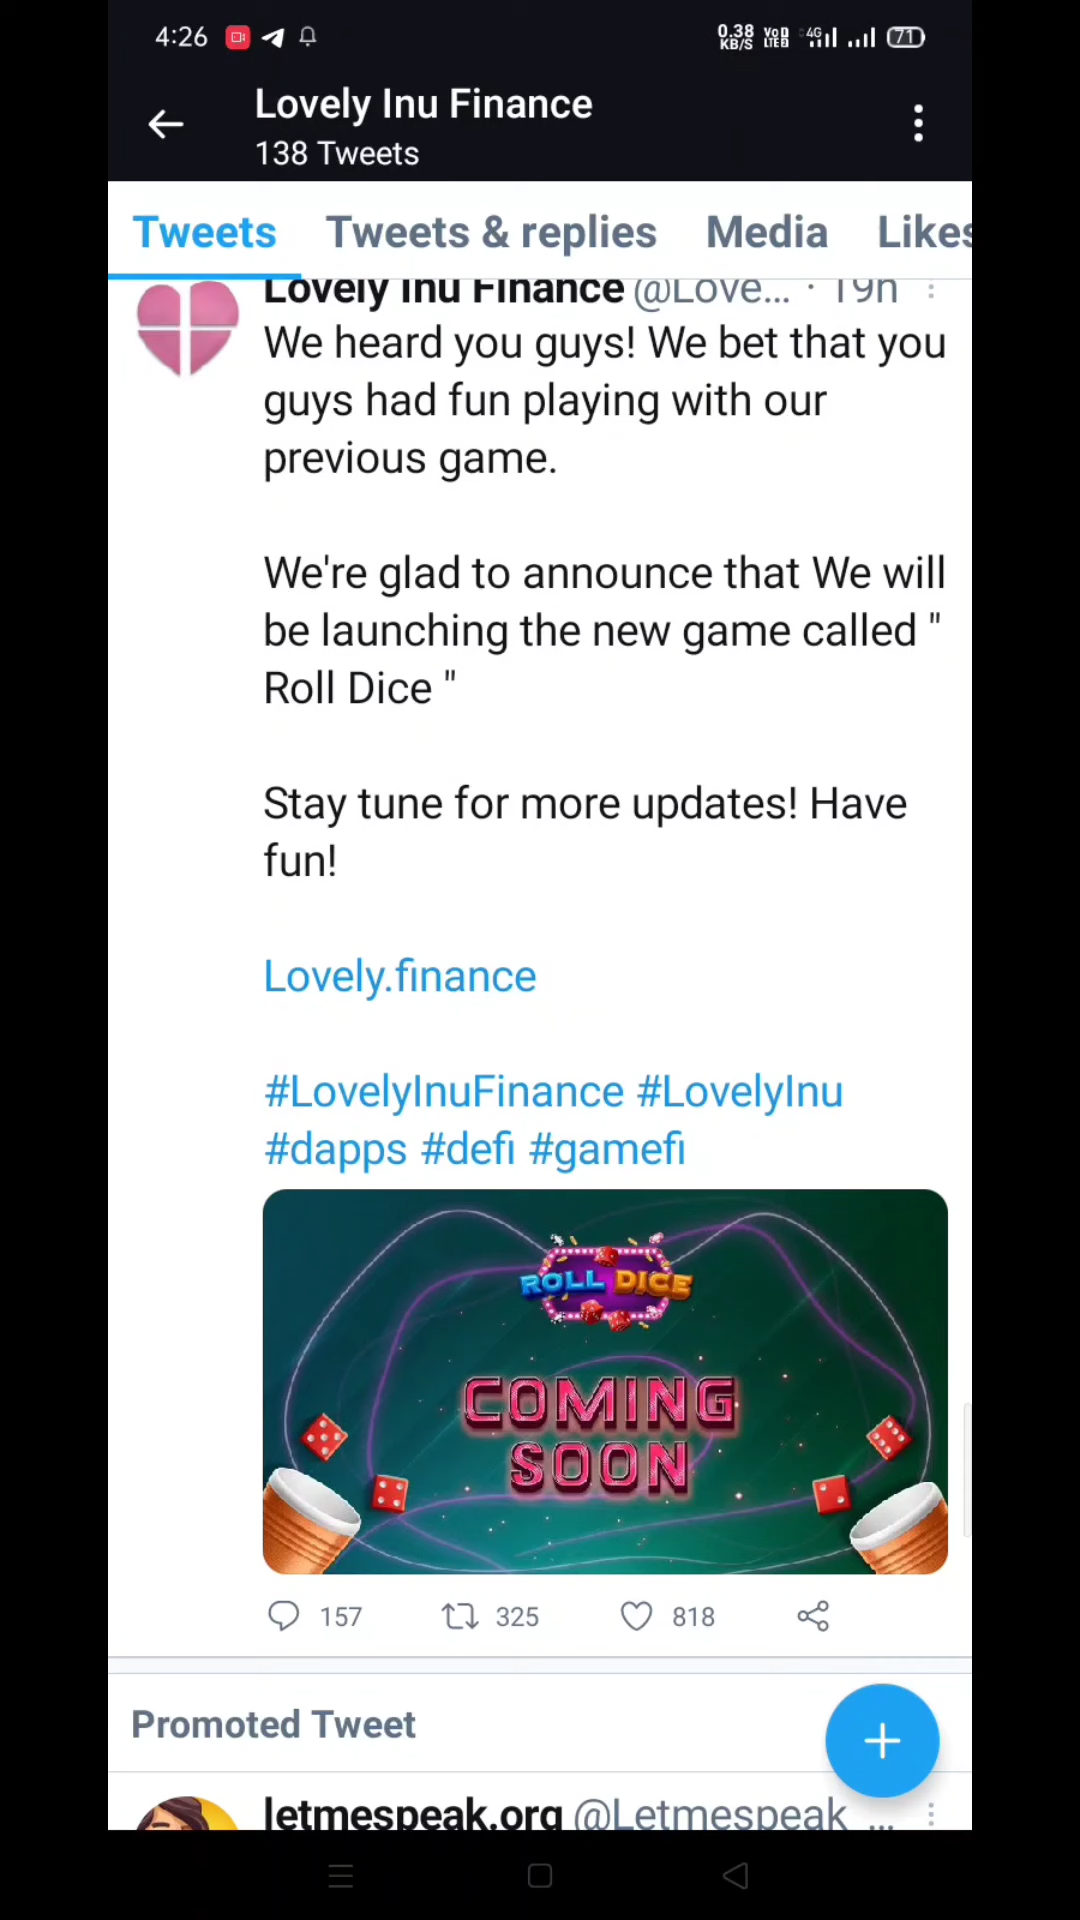 4:26
0.38 KB/S
4G
71
Lovely Inu Finance
138 Tweets
Tweets
Tweets & replies
Media
Likes
Lovely Inu Finance @Love... · 19h
We heard you guys! We bet that you
guys had fun playing with our
previous game.
We're glad to announce that We will
be launching the new game called "
Roll Dice "
Stay tune for more updates! Have
fun!
Lovely.finance
#LovelyInuFinance #LovelyInu
#dapps #defi #gamefi
ROLL DICE
COMING
SOON
157
325
818
Promoted Tweet
letmespeak.org @Letmespeak_...